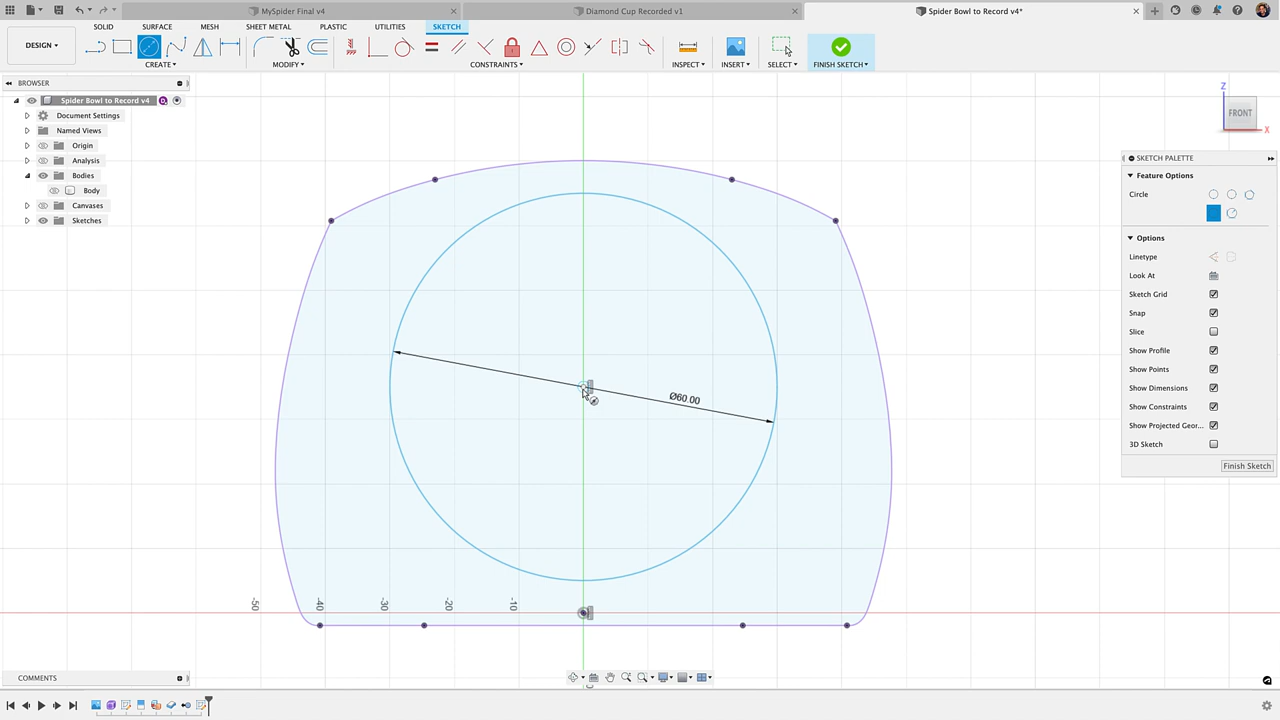 MySpider Final v4
Diamond Cup Recorded v1
Spider Bowl to Record v4*
SOLID SURFACE MESH SHEET METAL PLASTIC UTILITIES SKETCH
DESIGN
CREATE MODIFY CONSTRAINTS INSPECT INSERT SELECT FINISH SKETCH
BROWSER
Spider Bowl to Record v4
Document Settings
Named Views
Origin
Analysis
Bodies
Body
Canvases
Sketches
Z
FRONT
X
SKETCH PALETTE
Feature Options
Circle
Options
Linetype
Look At
Sketch Grid
Snap
Slice
Show Profile
Show Points
Show Dimensions
Show Constraints
Show Projected Geor...
3D Sketch
Finish Sketch
Ø60.00
-50 -40 -30 -20 -10
COMMENTS